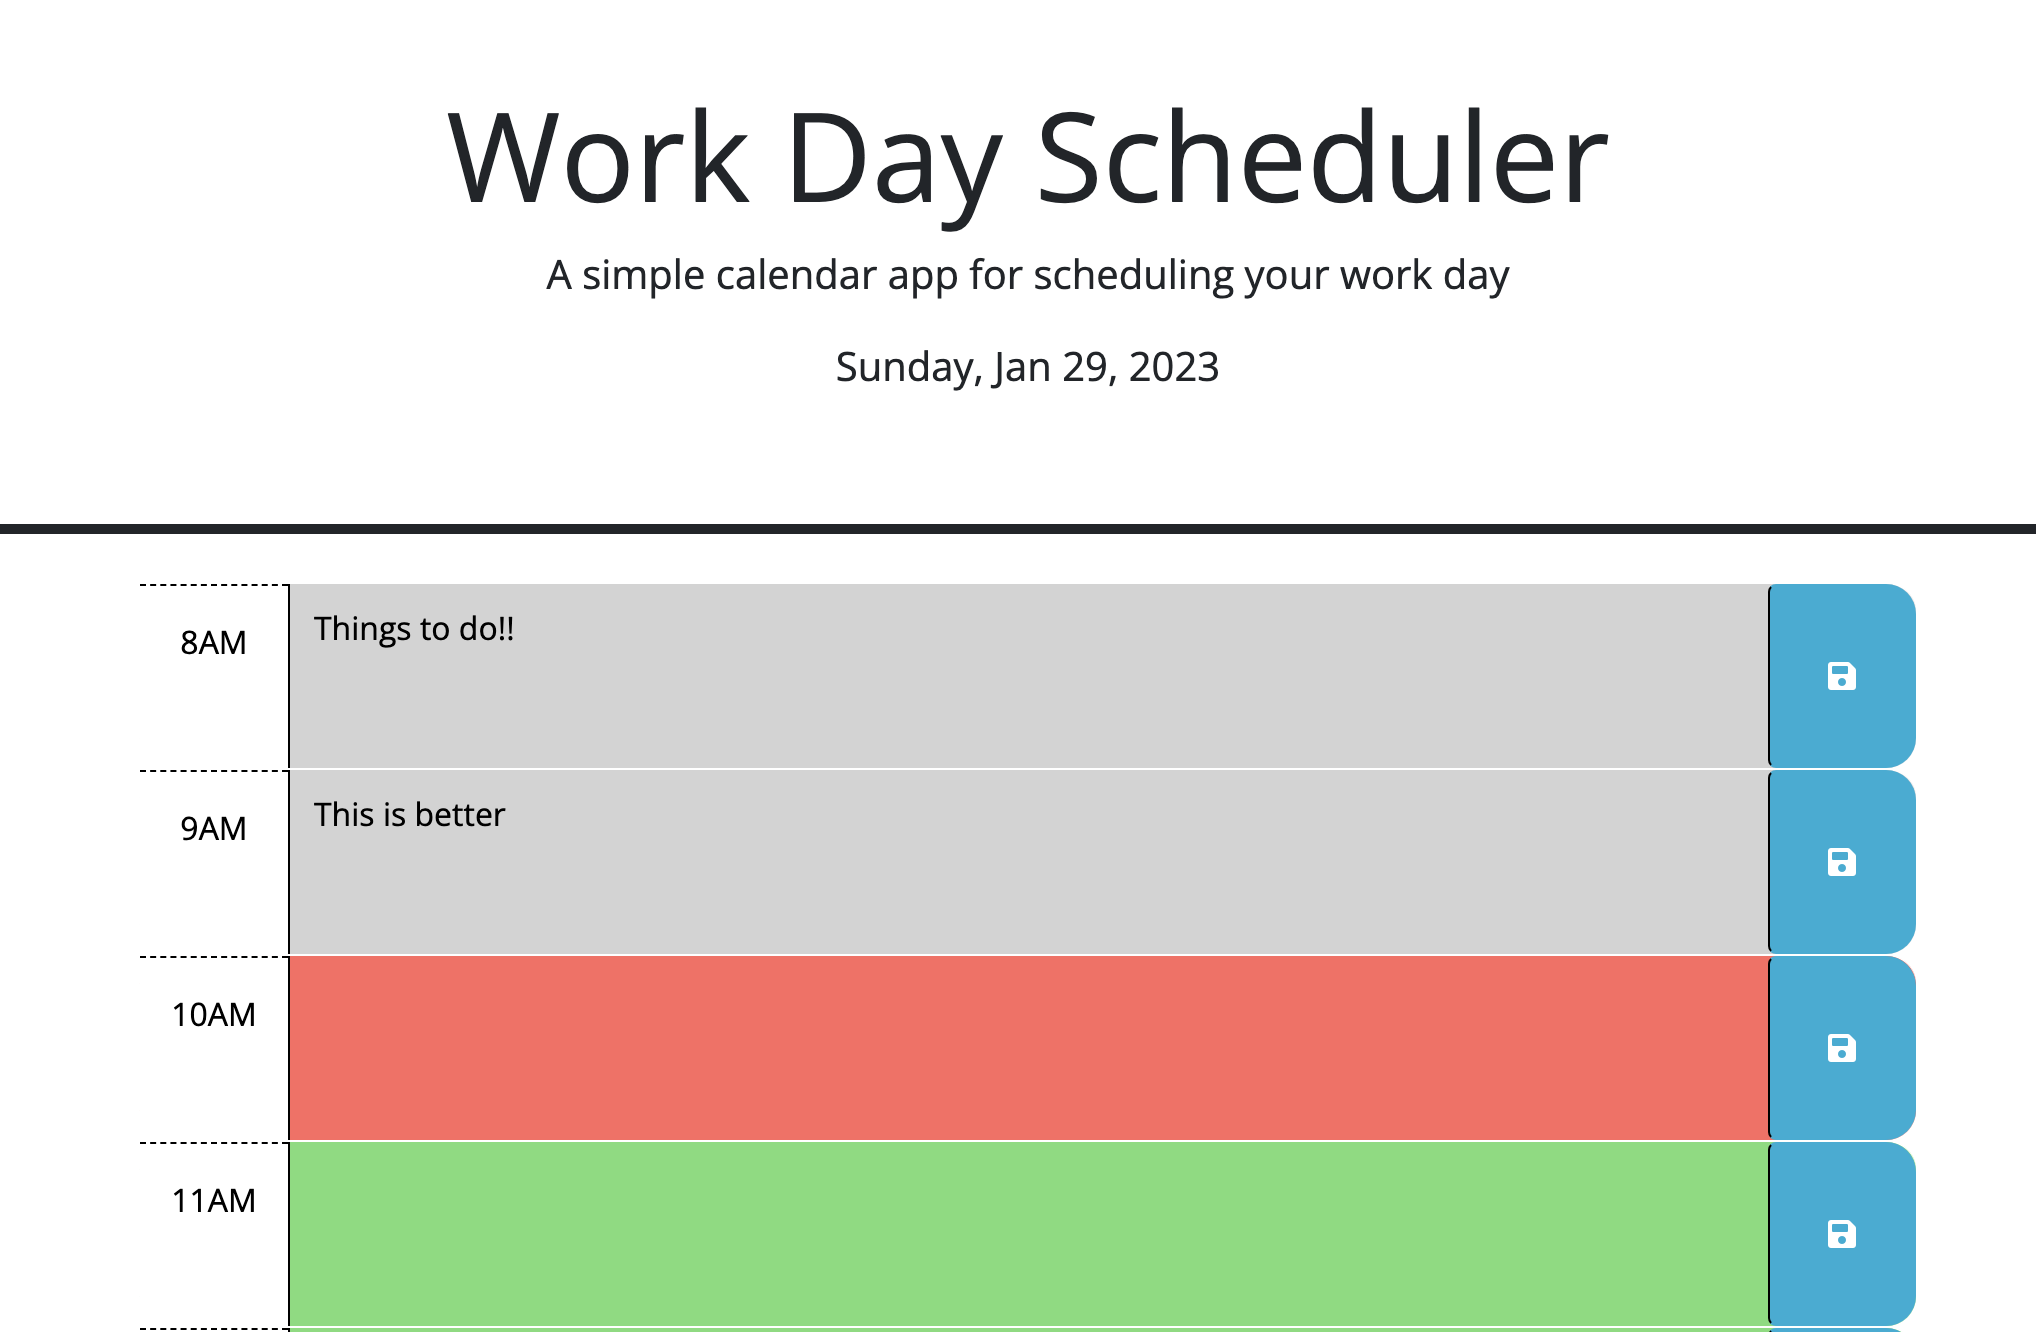 Work Day Scheduler
A simple calendar app for scheduling your work day
Sunday, Jan 29, 2023
8AM
Things to do!!
9AM
This is better
10AM
11AM